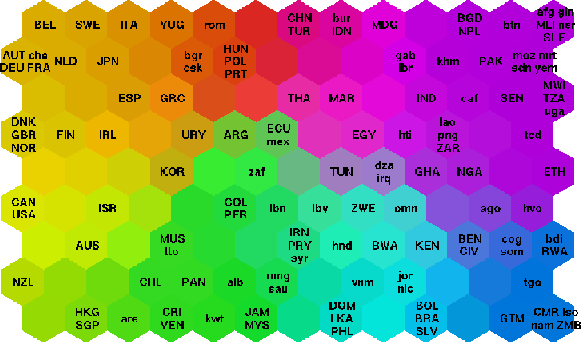 BEL SWE ITA YUG rom CHN TUR bur IDN MDG BGD NPL btn afg gin MLI ner SLE
AUT che DEU FRA NLD JPN bgr csk HUN POL PRT gab lbr khm PAK moz mrt sdn yem
ESP GRC THA MAR IND caf SEN MWI TZA uga
DNK GBR NOR FIN IRL URY ARG ECU mex EGY hti lao png ZAR tcd
KOR zaf TUN dza irq GHA NGA ETH
CAN USA ISR COL PER lbn lby ZWE omn ago hvo
AUS MUS tto IRN PRY syr hnd BWA KEN BEN CIV cog som bdi RWA
NZL CHL PAN alb mng sau vnm jor nic tgo
HKG SGP are CRI VEN kwt JAM MYS DOM LKA PHL BOL BRA SLV GTM CMR lso nam ZMB